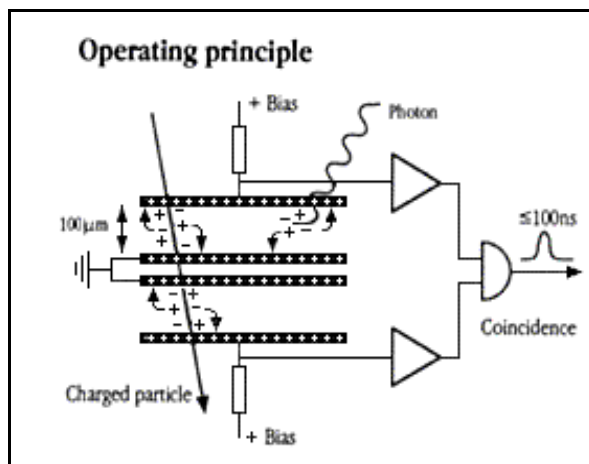 Operating principle
+ Bias
Photon
100µm
≤100ns
Coincidence
Charged particle
+ Bias